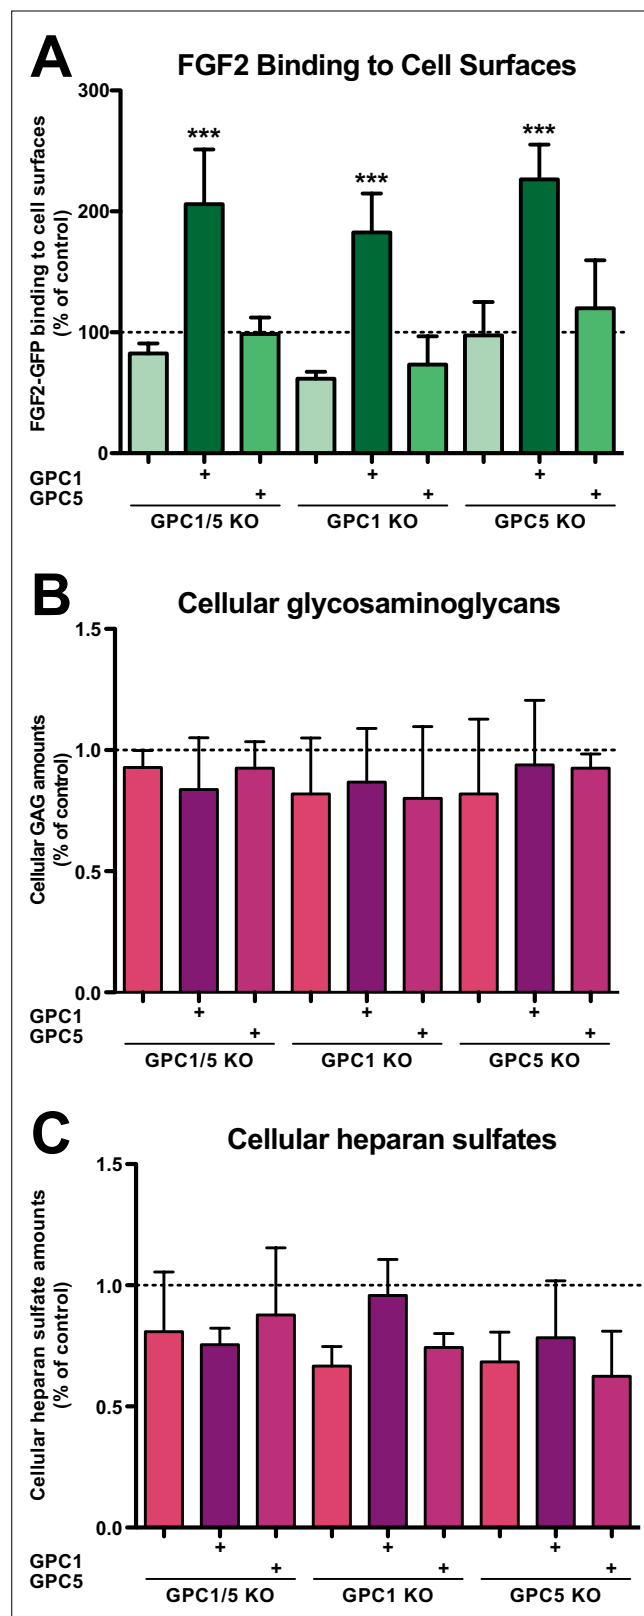 A
FGF2 Binding to Cell Surfaces
FGF2-GFP binding to cell surfaces
(% of control)
300
200
100
0
*** *** ***
GPC1 + + +
GPC5 + + +
GPC1/5 KO GPC1 KO GPC5 KO
B
Cellular glycosaminoglycans
Cellular GAG amounts
(% of control)
1.5
1.0
0.5
0.0
GPC1 + + +
GPC5 + + +
GPC1/5 KO GPC1 KO GPC5 KO
C
Cellular heparan sulfates
Cellular heparan sulfate amounts
(% of control)
1.5
1.0
0.5
0.0
GPC1 + + +
GPC5 + + +
GPC1/5 KO GPC1 KO GPC5 KO